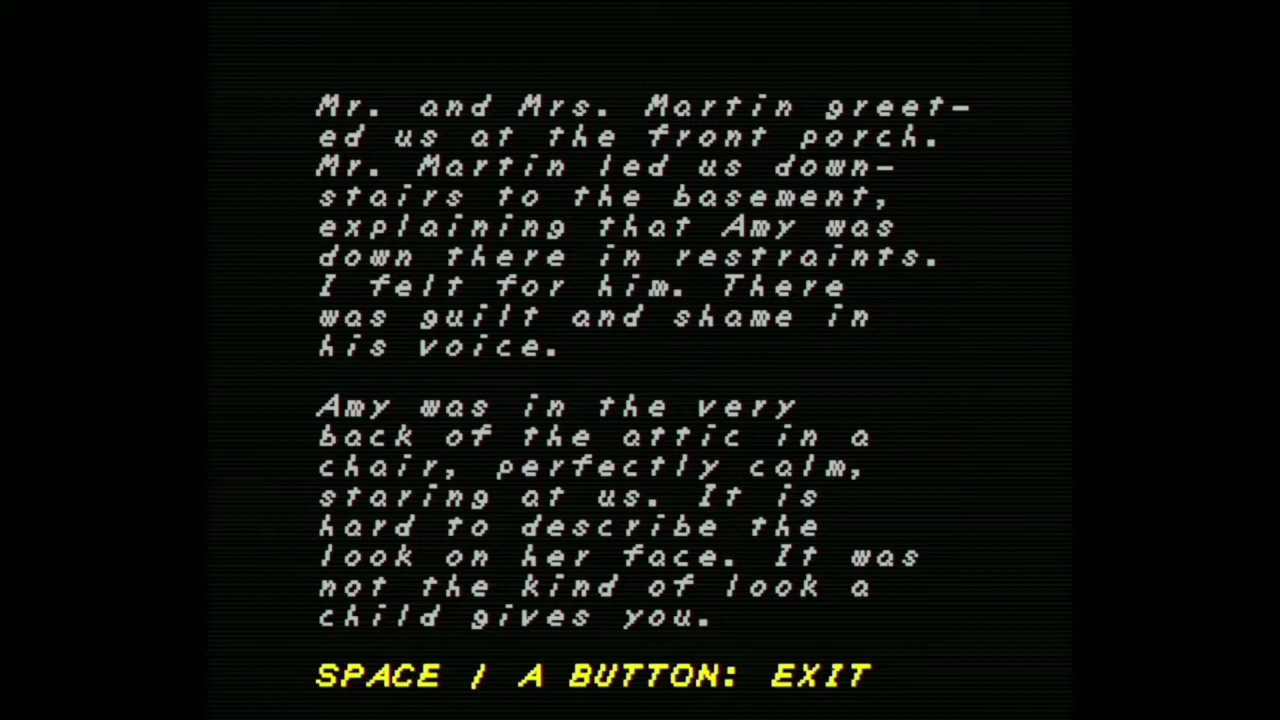 Mr. and Mrs. Martin greet-
ed us at the front porch.
Mr. Martin led us down-
stairs to the basement,
explaining that Amy was
down there in restraints.
I felt for him. There
was guilt and shame in
his voice.
Amy was in the very
back of the attic in a
chair, perfectly calm,
staring at us. It is
hard to describe the
look on her face. It was
not the kind of look a
child gives you.
SPACE / A BUTTON: EXIT